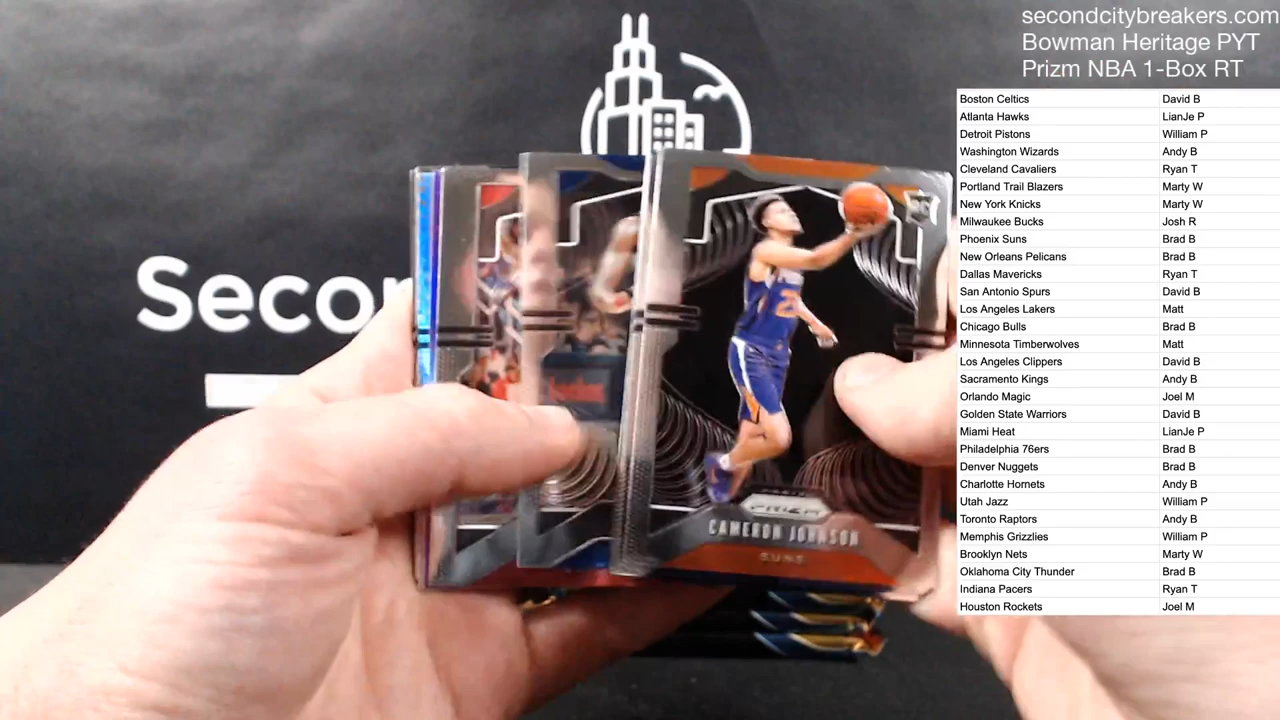 secondcitybreakers.com
Bowman Heritage PYT
Prizm NBA 1-Box RT
Boston Celtics David B
Atlanta Hawks LianJe P
Detroit Pistons William P
Washington Wizards Andy B
Cleveland Cavaliers Ryan T
Portland Trail Blazers Marty W
New York Knicks Marty W
Milwaukee Bucks Josh R
Phoenix Suns Brad B
New Orleans Pelicans Brad B
Dallas Mavericks Ryan T
San Antonio Spurs David B
Los Angeles Lakers Matt
Chicago Bulls Brad B
Minnesota Timberwolves Matt
Los Angeles Clippers David B
Sacramento Kings Andy B
Orlando Magic Joel M
Golden State Warriors David B
Miami Heat LianJe P
Philadelphia 76ers Brad B
Denver Nuggets Brad B
Charlotte Hornets Andy B
Utah Jazz William P
Toronto Raptors Andy B
Memphis Grizzlies William P
Brooklyn Nets Marty W
Oklahoma City Thunder Brad B
Indiana Pacers Ryan T
Houston Rockets Joel M
Secon
RC
PRIZM
CAMERON JOHNSON
SUNS